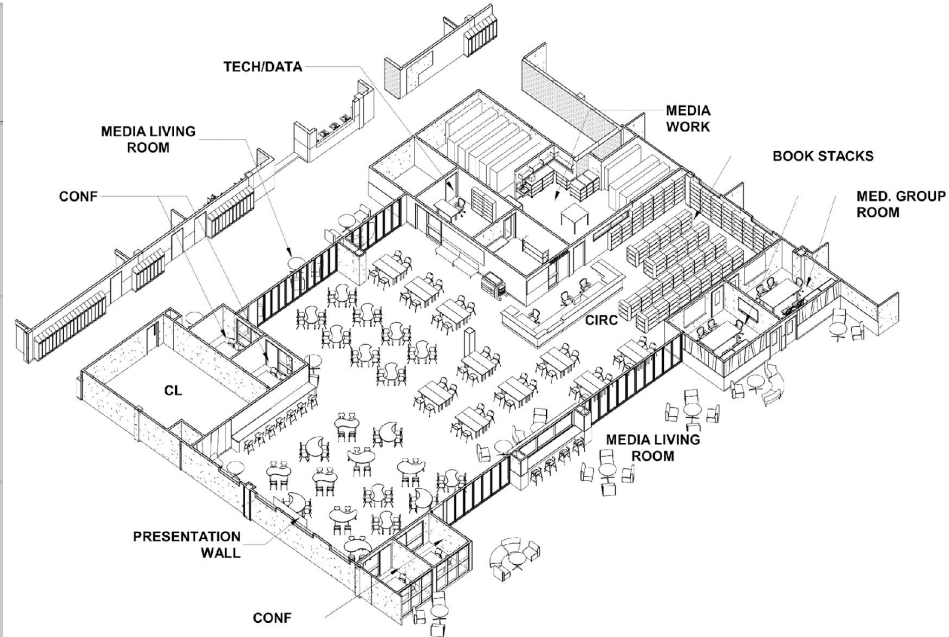 TECH/DATA
MEDIA LIVING
ROOM
CONF
MEDIA
WORK
BOOK STACKS
MED. GROUP
ROOM
CIRC
CL
MEDIA LIVING
ROOM
PRESENTATION
WALL
CONF